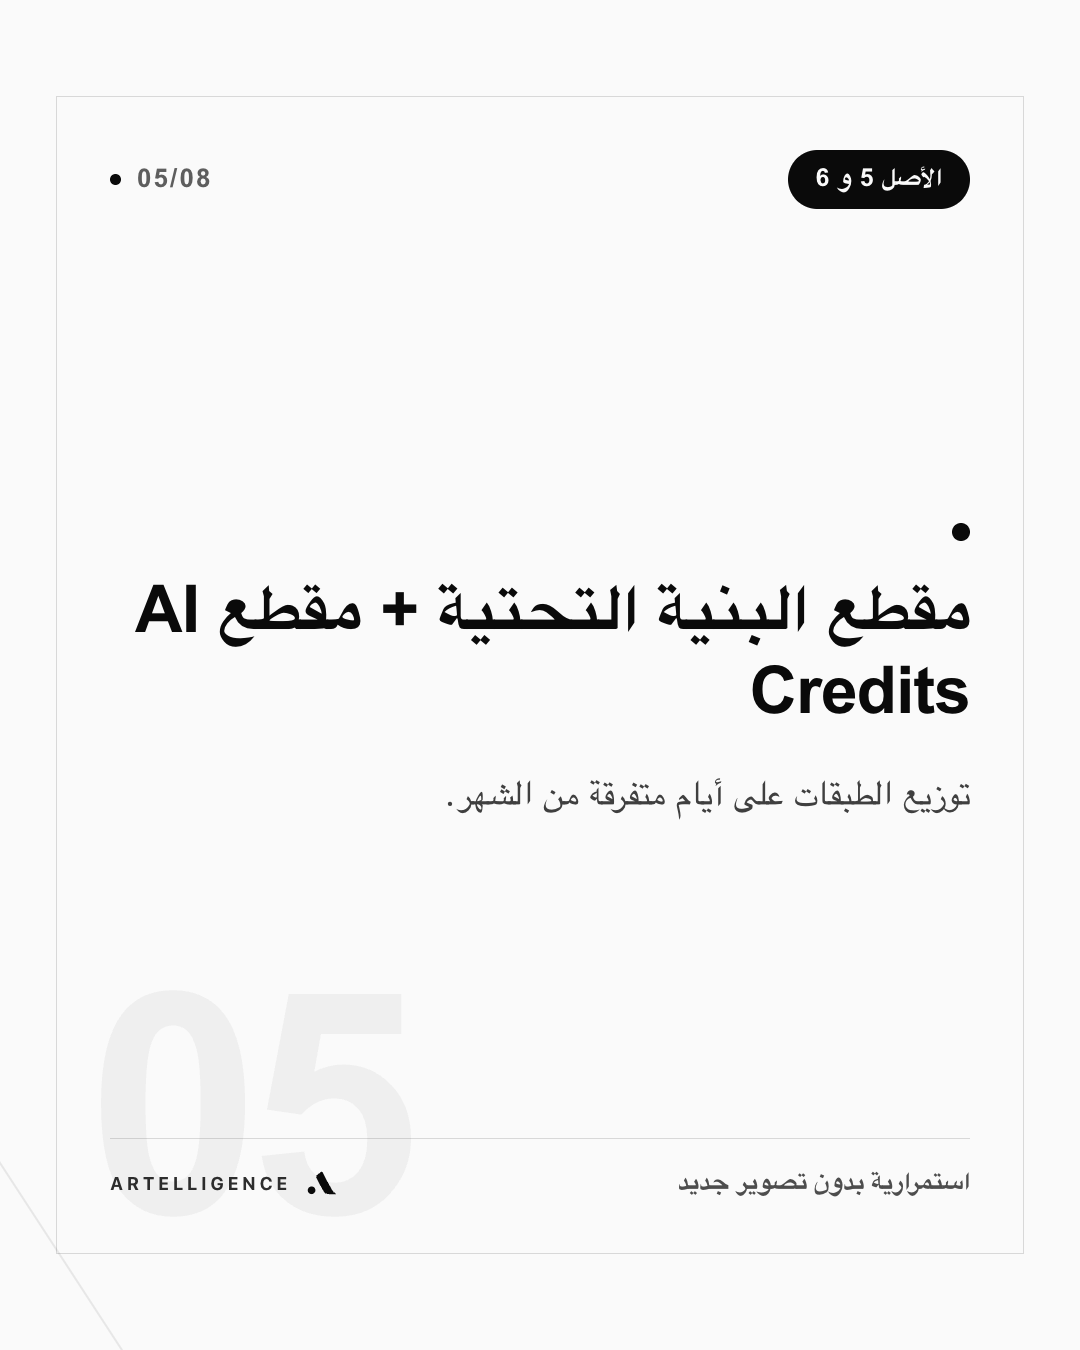 الأصل 5 و 6
05/08
مقطع البنية التحتية + مقطع AI
Credits
توزيع الطبقات على أيام متفرقة من الشهر.
05
استمرارية بدون تصوير جديد
ARTELLIGENCE